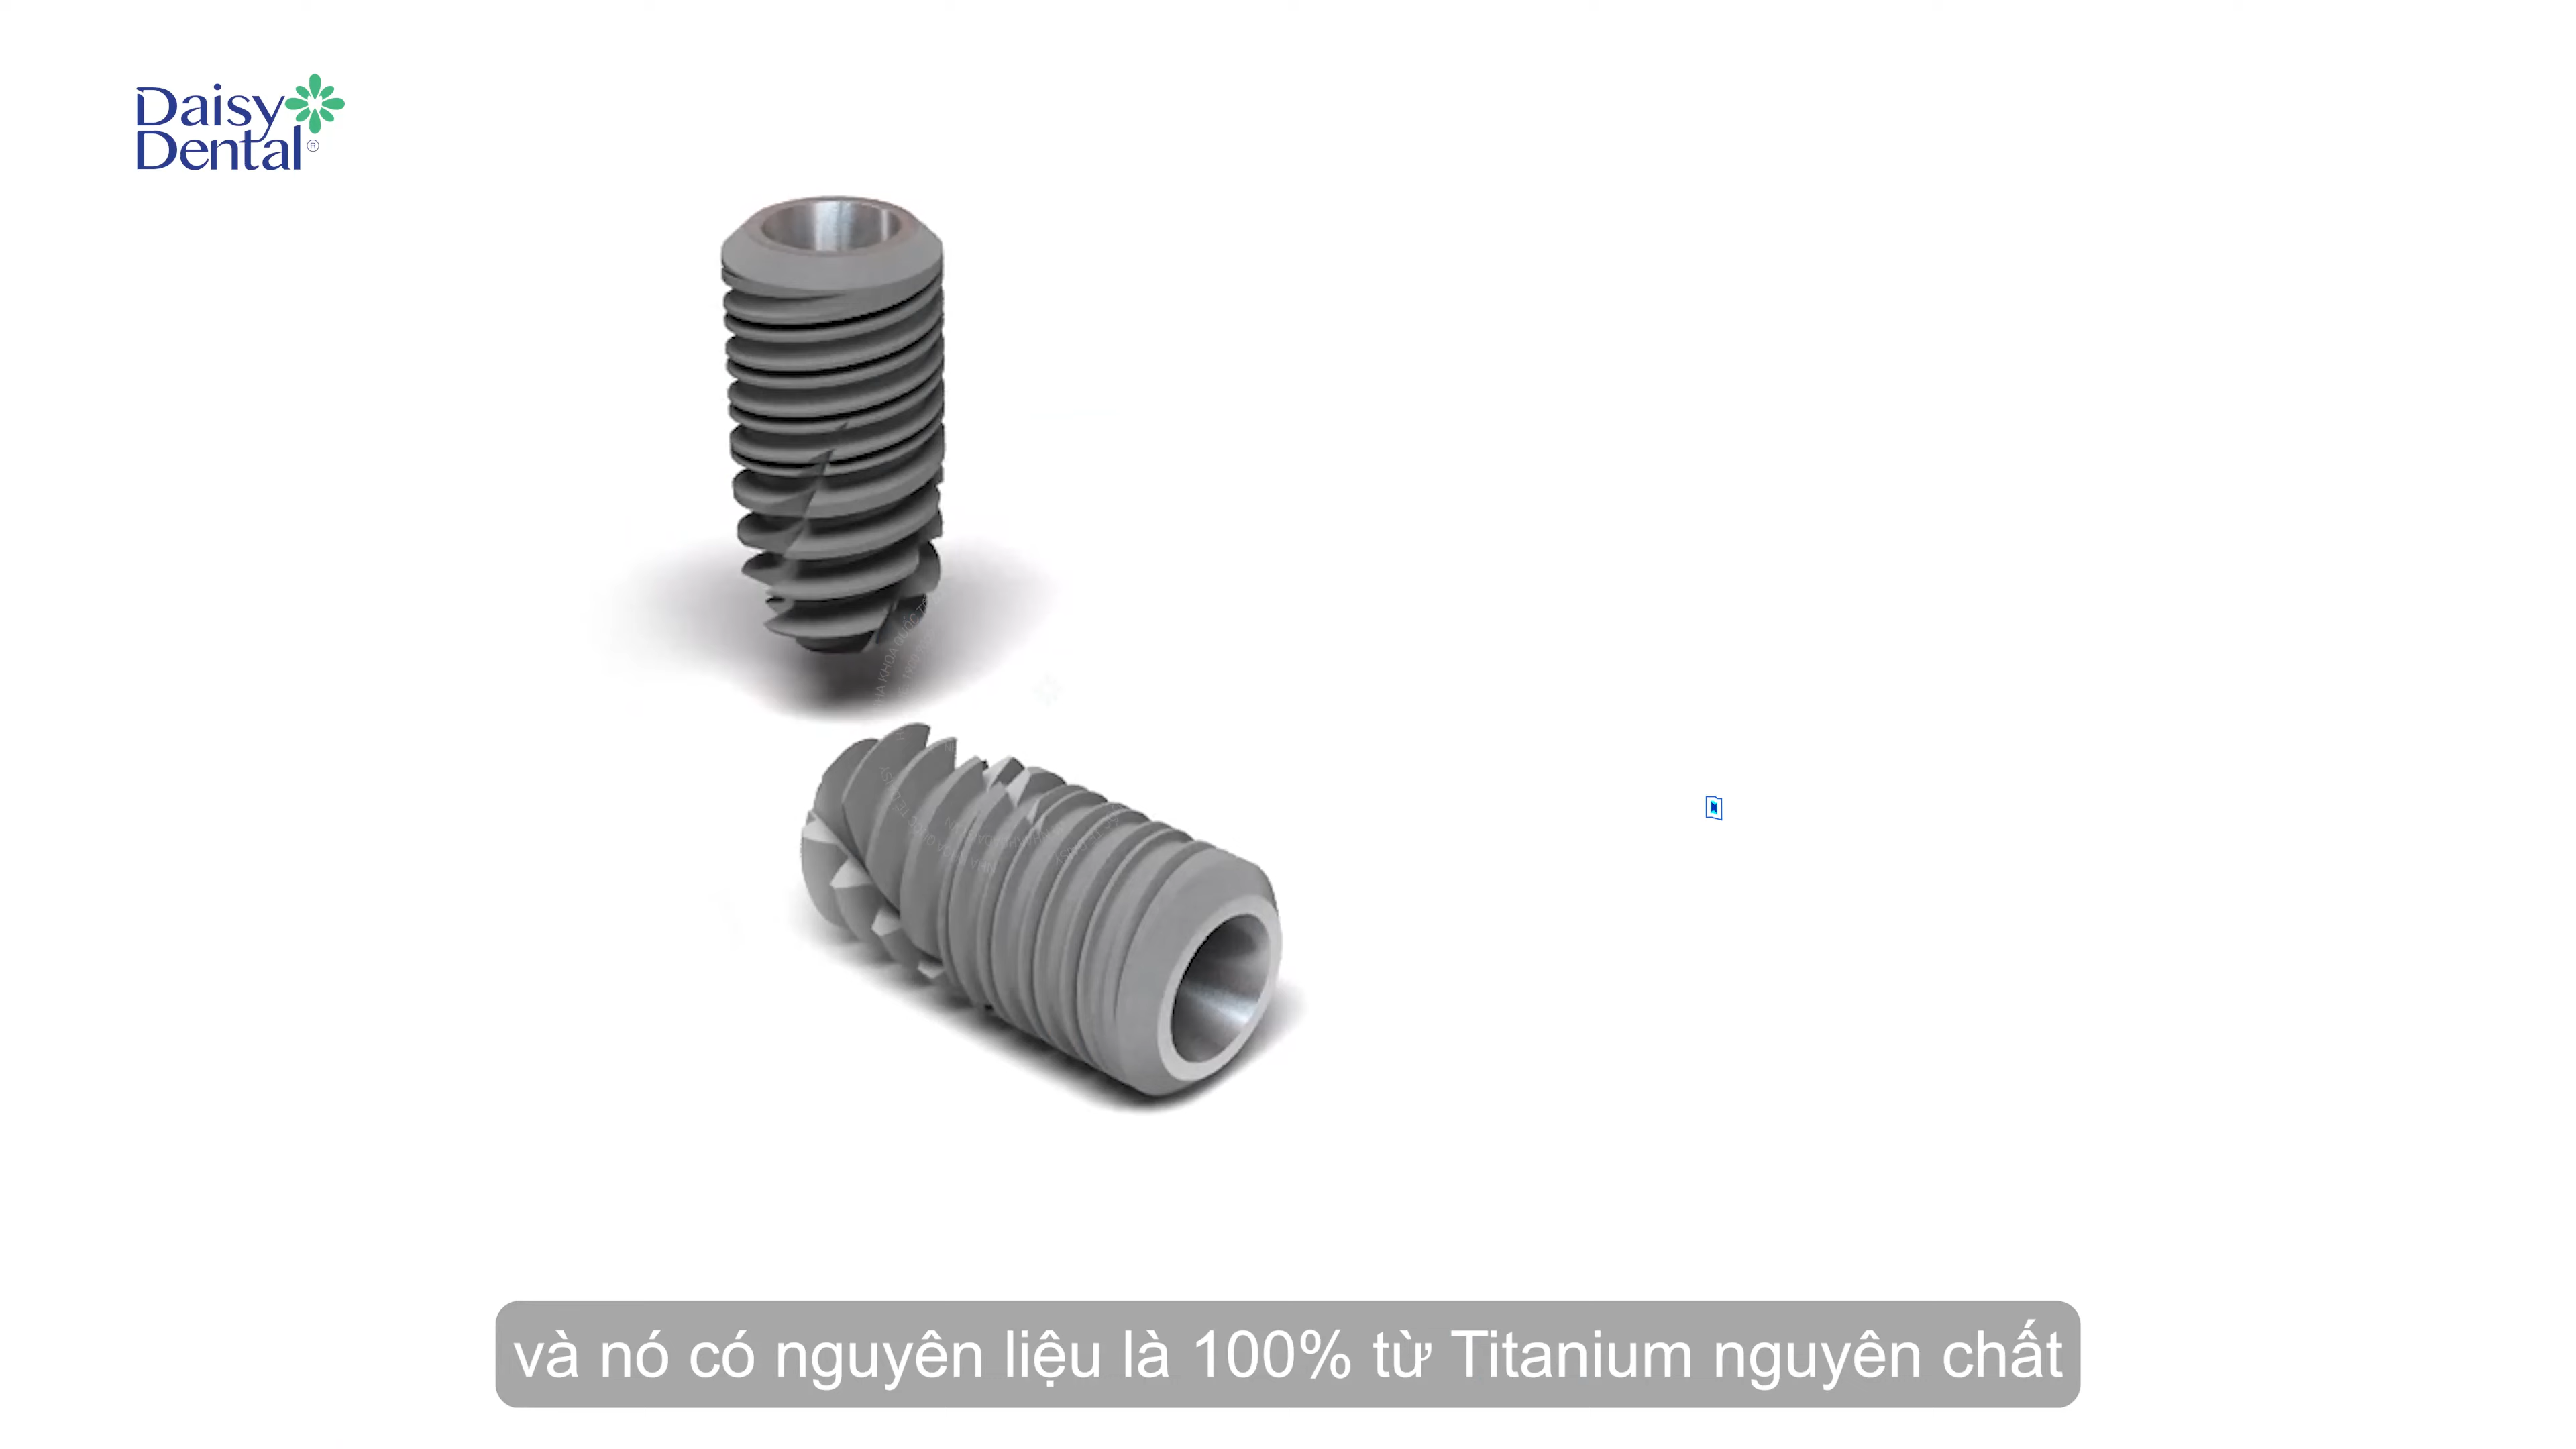 Daisy
Dental®
và nó có nguyên liệu là 100% từ Titanium nguyên chất